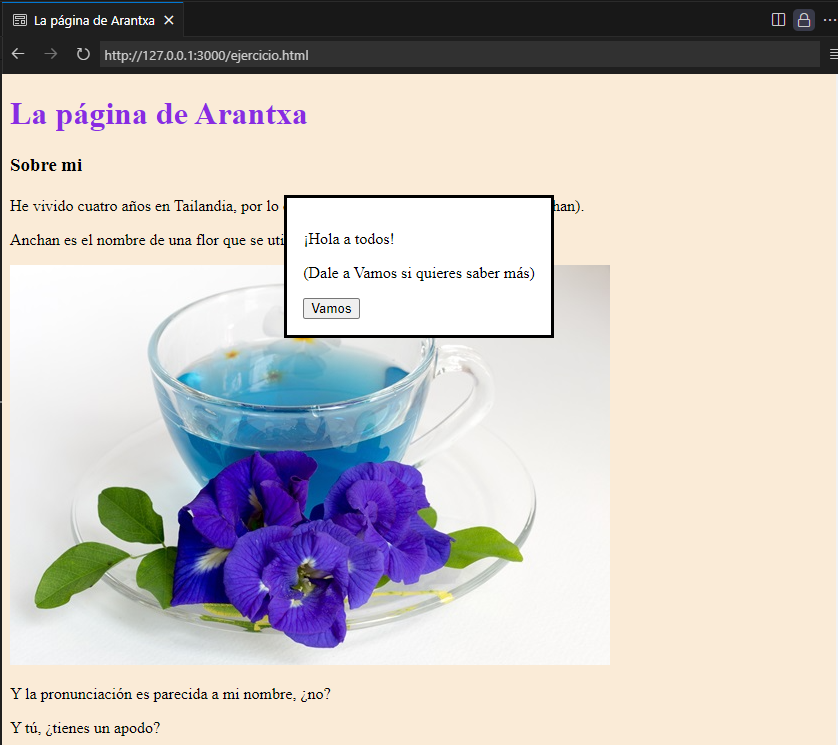 La página de Arantxa
http://127.0.0.1:3000/ejercicio.html
La página de Arantxa
Sobre mi
He vivido cuatro años en Tailandia, por lo han).
Anchan es el nombre de una flor que se uti
¡Hola a todos!
(Dale a Vamos si quieres saber más)
Vamos
Y la pronunciación es parecida a mi nombre, ¿no?
Y tú, ¿tienes un apodo?